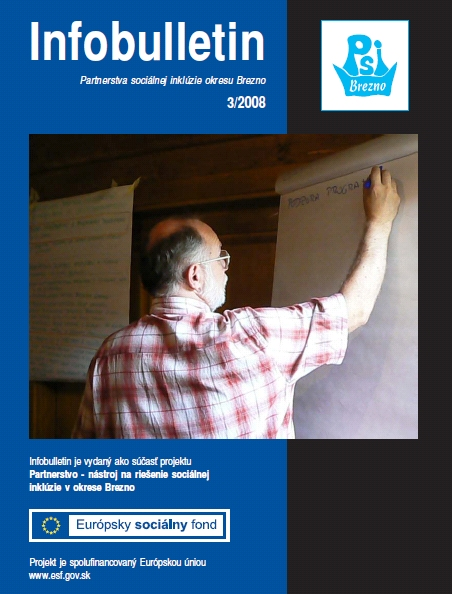 Infobulletin
Partnerstva sociálnej inklúzie okresu Brezno
3/2008
PSi
Brezno
PROGRAM
Infobulletin je vydaný ako súčasť projektu
Partnerstvo - nástroj na riešenie sociálnej
inklúzie v okrese Brezno
Európsky sociálny fond
Projekt je spolufinancovaný Európskou úniou
www.esf.gov.sk